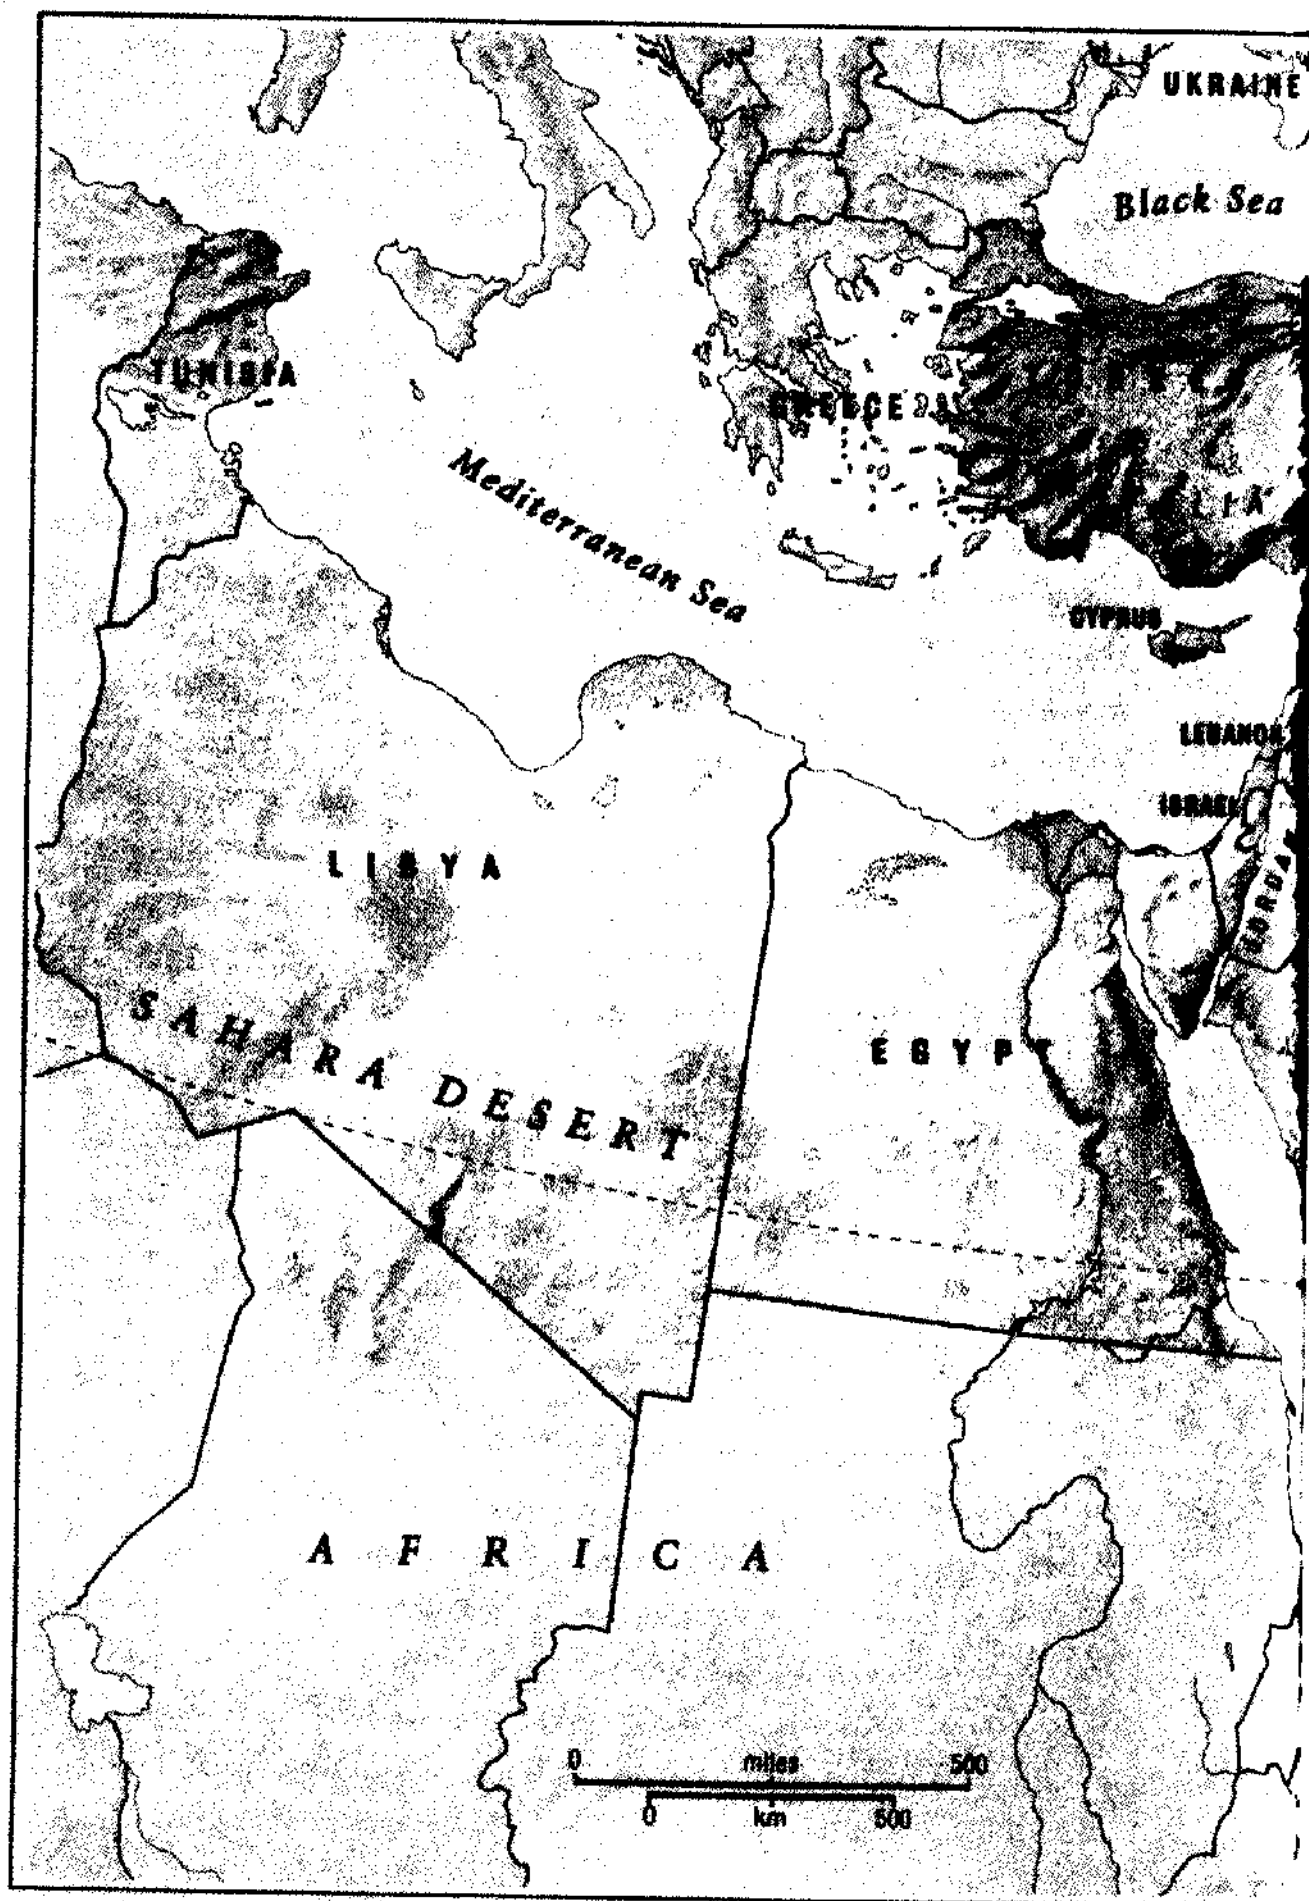 UKRAINE
Black Sea
TUNISIA
GREECE
Mediterranean Sea
CYPRUS
LEBANON
ISRAEL
JORDAN
LIBYA
EGYPT
SAHARA DESERT
AFRICA
0 miles 500
0 km 500